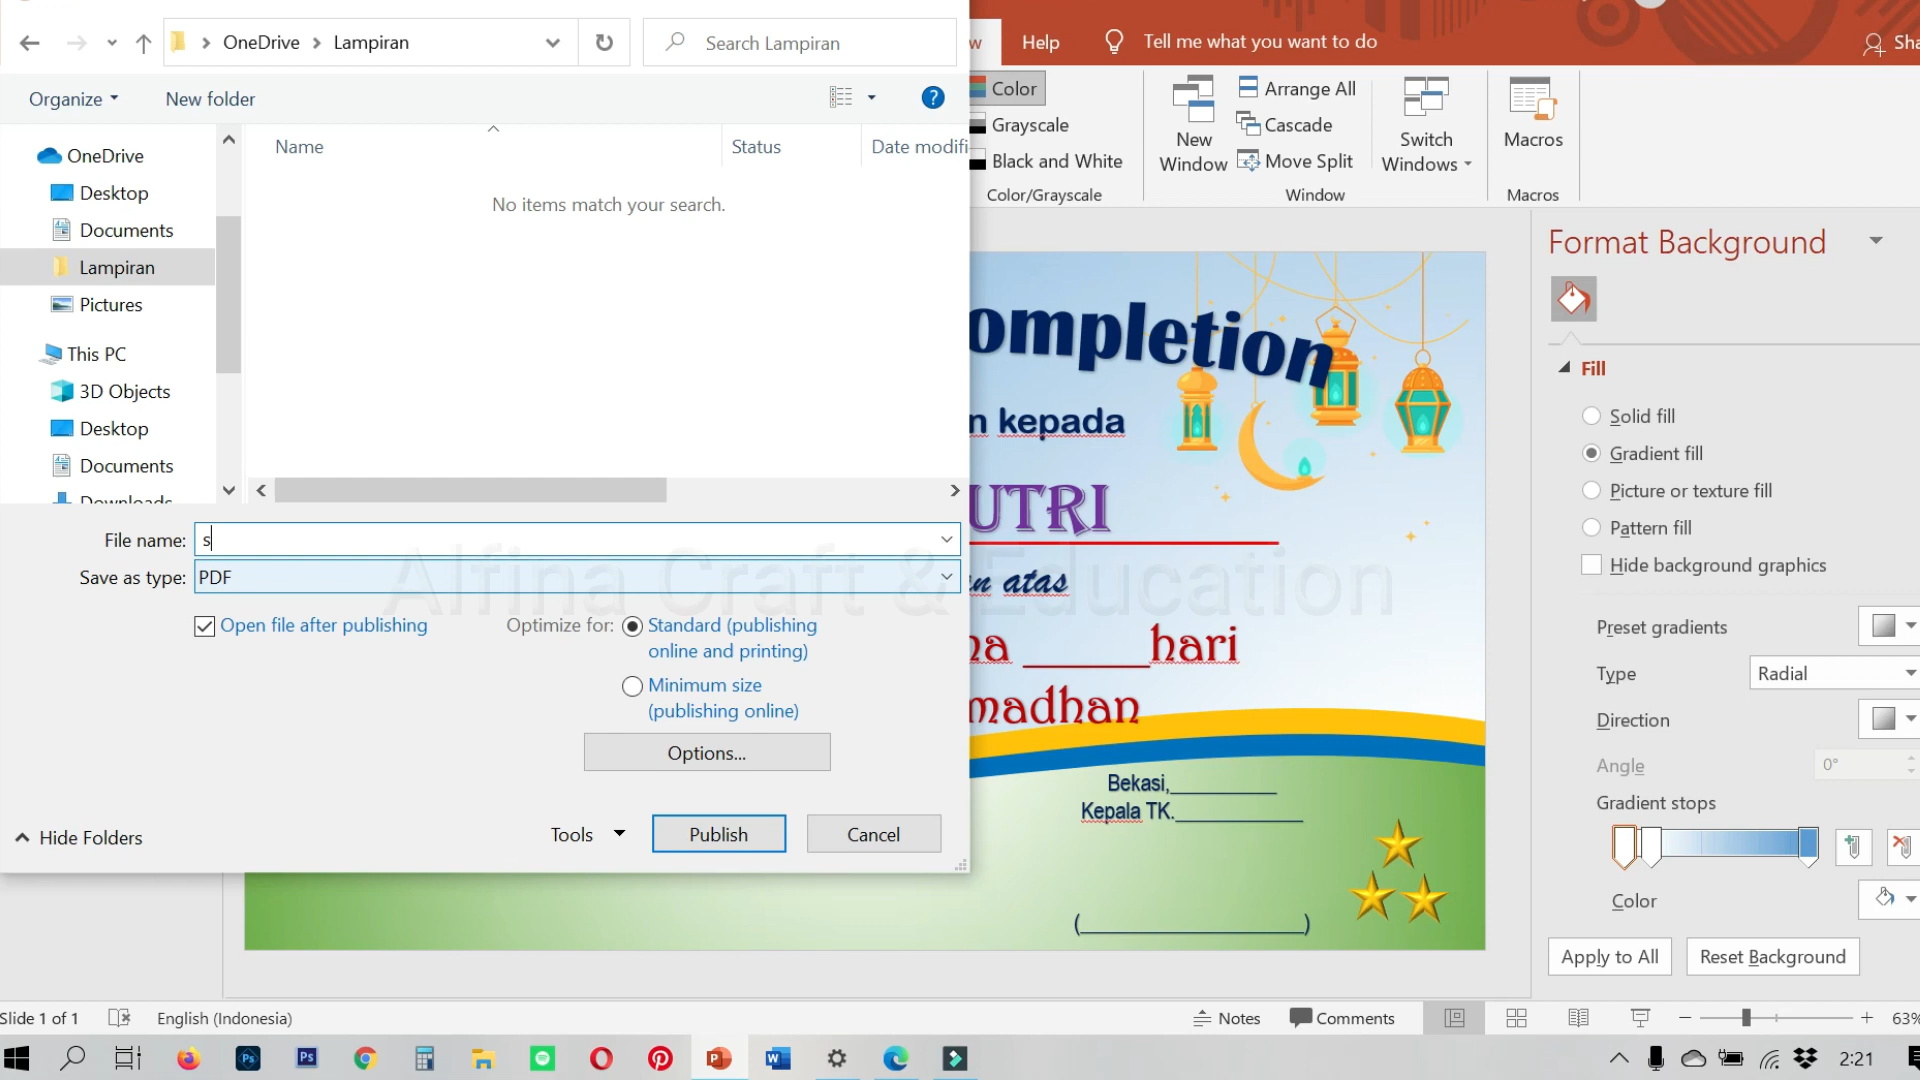 OneDrive
Lampiran
Search Lampiran
w
Help
Tell me what you want to do
Sha
Organize
New folder
?
Color
Grayscale
Black and White
Color/Grayscale
New
Window
Arrange All
Cascade
Move Split
Window
Switch
Windows
Macros
Macros
Name
Status
Date modifi
No items match your search.
OneDrive
Desktop
Documents
Lampiran
Pictures
This PC
3D Objects
Desktop
Documents
Downloads
File name:
s
Save as type:
PDF
Open file after publishing
Optimize for:
Standard (publishing
online and printing)
Minimum size
(publishing online)
Options...
Hide Folders
Tools
Publish
Cancel
Alfina Craft & Education
ompletion
n kepada
UTRI
n atas
na ______hari
madhan
Bekasi,__________
Kepala TK.____________
(____________________)
Format Background
Fill
Solid fill
Gradient fill
Picture or texture fill
Pattern fill
Hide background graphics
Preset gradients
Type
Radial
Direction
Angle
0°
Gradient stops
Color
Apply to All
Reset Background
Slide 1 of 1
English (Indonesia)
Notes
Comments
63%
2:21